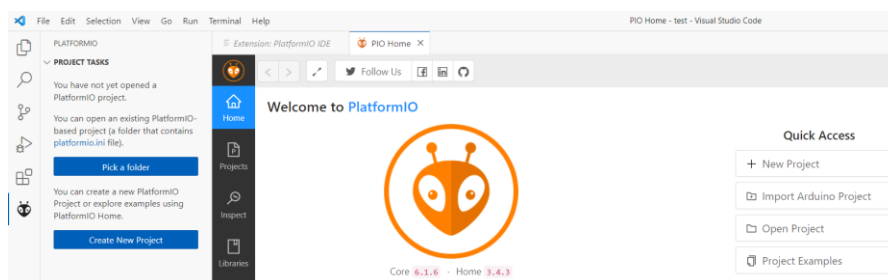 File Edit Selection View Go Run Terminal Help
PIO Home - test - Visual Studio Code
PLATFORMIO
PROJECT TASKS
You have not yet opened a
PlatformIO project.
You can open an existing PlatformIO-
based project (a folder that contains
platformio.ini file).
Pick a folder
You can create a new PlatformIO
Project or explore examples using
PlatformIO Home.
Create New Project
Extension: PlatformIO IDE
PIO Home
Follow Us
Home
Projects
Inspect
Libraries
Welcome to PlatformIO
Core 6.1.6 · Home 3.4.3
Quick Access
+ New Project
Import Arduino Project
Open Project
Project Examples